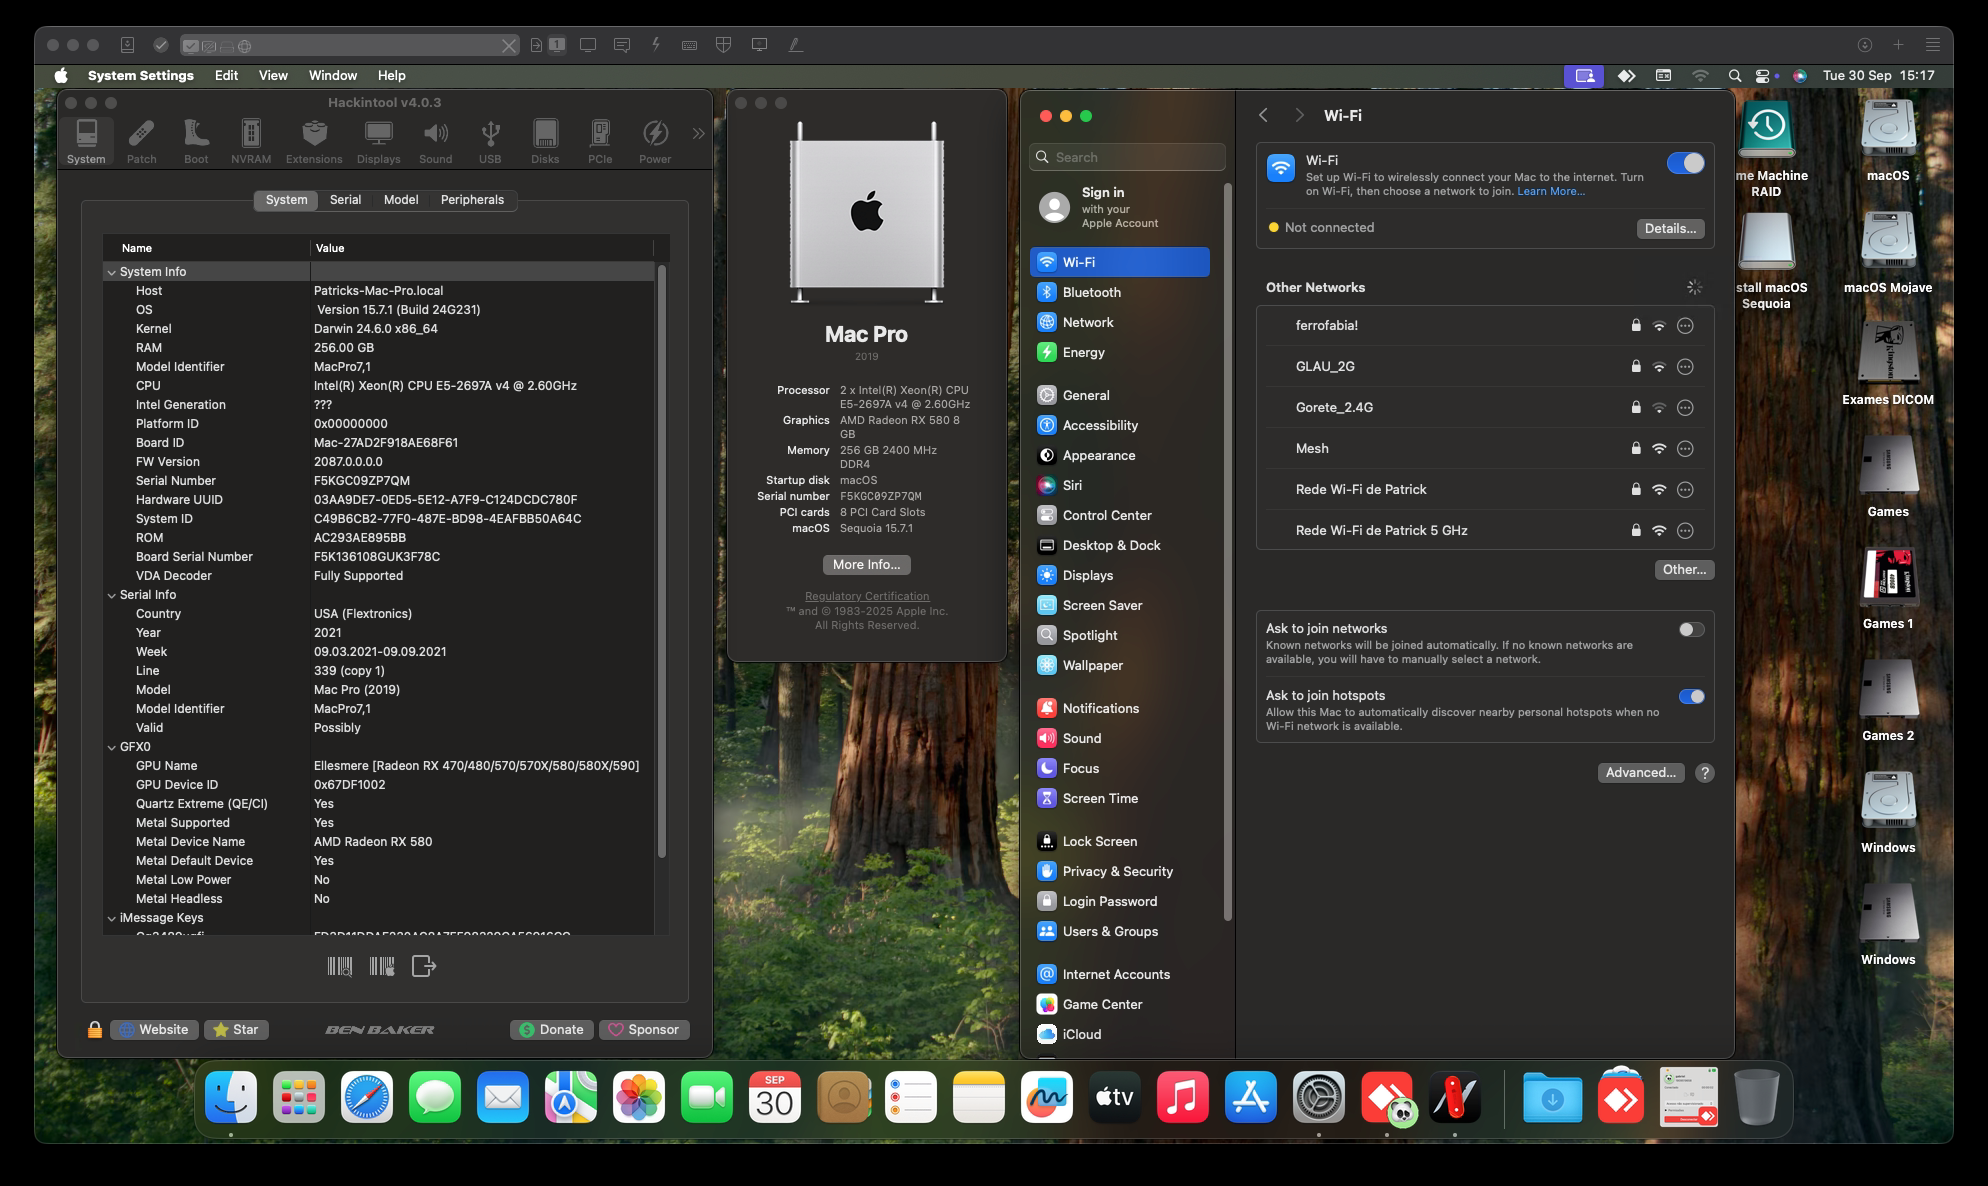 1
System Settings Edit View Window Help
Tue 30 Sep 15:17
Hackintool v4.0.3
System Patch Boot NVRAM Extensions Displays Sound USB Disks PCIe Power
System Serial Model Peripherals
Name Value
System Info
Host Patricks-Mac-Pro.local
OS Version 15.7.1 (Build 24G231)
Kernel Darwin 24.6.0 x86_64
RAM 256.00 GB
Model Identifier MacPro7,1
CPU Intel(R) Xeon(R) CPU E5-2697A v4 @ 2.60GHz
Intel Generation ???
Platform ID 0x00000000
Board ID Mac-27AD2F918AE68F61
FW Version 2087.0.0.0.0
Serial Number F5KGC09ZP7QM
Hardware UUID 03AA9DE7-0ED5-5E12-A7F9-C124DCDC780F
System ID C49B6CB2-77F0-487E-BD98-4EAFBB50A64C
ROM AC293AE895BB
Board Serial Number F5K136108GUK3F78C
VDA Decoder Fully Supported
Serial Info
Country USA (Flextronics)
Year 2021
Week 09.03.2021-09.09.2021
Line 339 (copy 1)
Model Mac Pro (2019)
Model Identifier MacPro7,1
Valid Possibly
GFX0
GPU Name Ellesmere [Radeon RX 470/480/570/570X/580/580X/590]
GPU Device ID 0x67DF1002
Quartz Extreme (QE/CI) Yes
Metal Supported Yes
Metal Device Name AMD Radeon RX 580
Metal Default Device Yes
Metal Low Power No
Metal Headless No
iMessage Keys
Website Star BEN BAKER Donate Sponsor
Mac Pro
2019
Processor 2 x Intel(R) Xeon(R) CPU
E5-2697A v4 @ 2.60GHz
Graphics AMD Radeon RX 580 8
GB
Memory 256 GB 2400 MHz
DDR4
Startup disk macOS
Serial number F5KGC09ZP7QM
PCI cards 8 PCI Card Slots
macOS Sequoia 15.7.1
More Info...
Regulatory Certification
™ and © 1983-2025 Apple Inc.
All Rights Reserved.
Search
Sign in
with your
Apple Account
Wi-Fi
Bluetooth
Network
Energy
General
Accessibility
Appearance
Siri
Control Center
Desktop & Dock
Displays
Screen Saver
Spotlight
Wallpaper
Notifications
Sound
Focus
Screen Time
Lock Screen
Privacy & Security
Login Password
Users & Groups
Internet Accounts
Game Center
iCloud
Wi-Fi
Wi-Fi
Set up Wi-Fi to wirelessly connect your Mac to the internet. Turn
on Wi-Fi, then choose a network to join. Learn More...
Not connected
Details...
Other Networks
ferrofabia!
GLAU_2G
Gorete_2.4G
Mesh
Rede Wi-Fi de Patrick
Rede Wi-Fi de Patrick 5 GHz
Other...
Ask to join networks
Known networks will be joined automatically. If no known networks are
available, you will have to manually select a network.
Ask to join hotspots
Allow this Mac to automatically discover nearby personal hotspots when no
Wi-Fi network is available.
Advanced... ?
me Machine
RAID
macOS
stall macOS
Sequoia
macOS Mojave
Exames DICOM
Games
Games 1
Games 2
Windows
Windows
SEP
30
tv